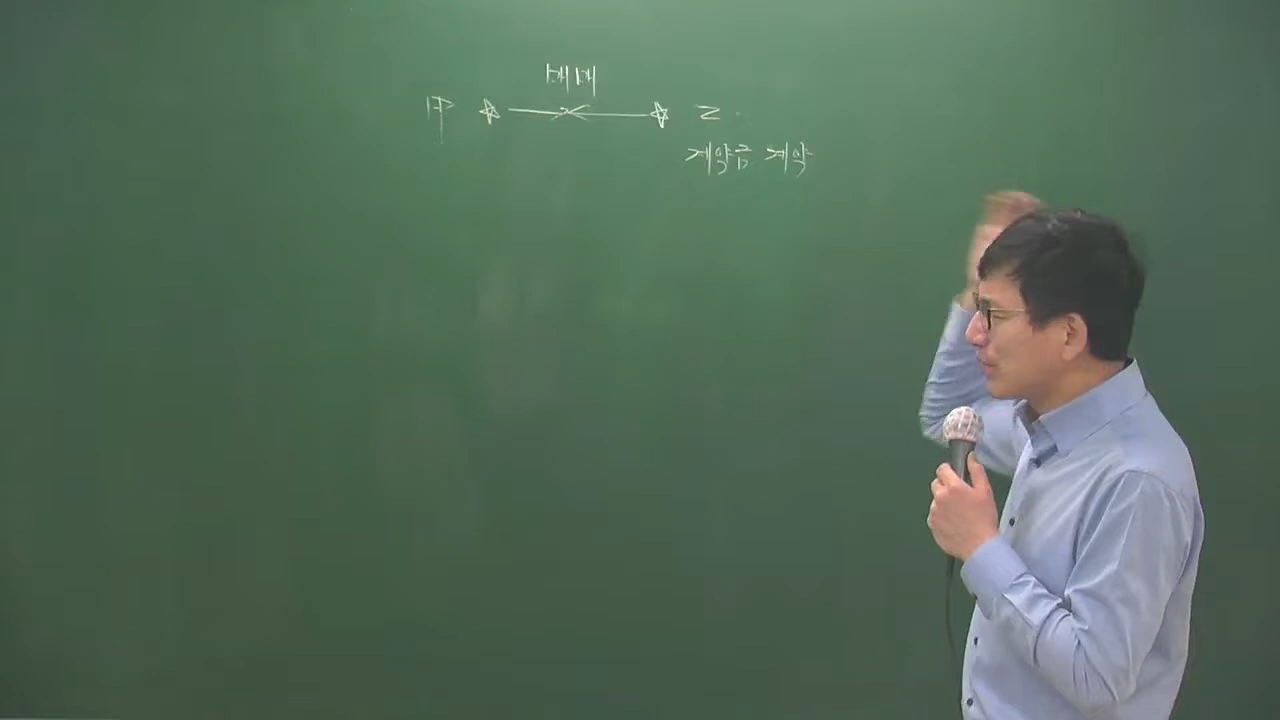 매매
甲 ☆ ☆ 乙
계약금 계약